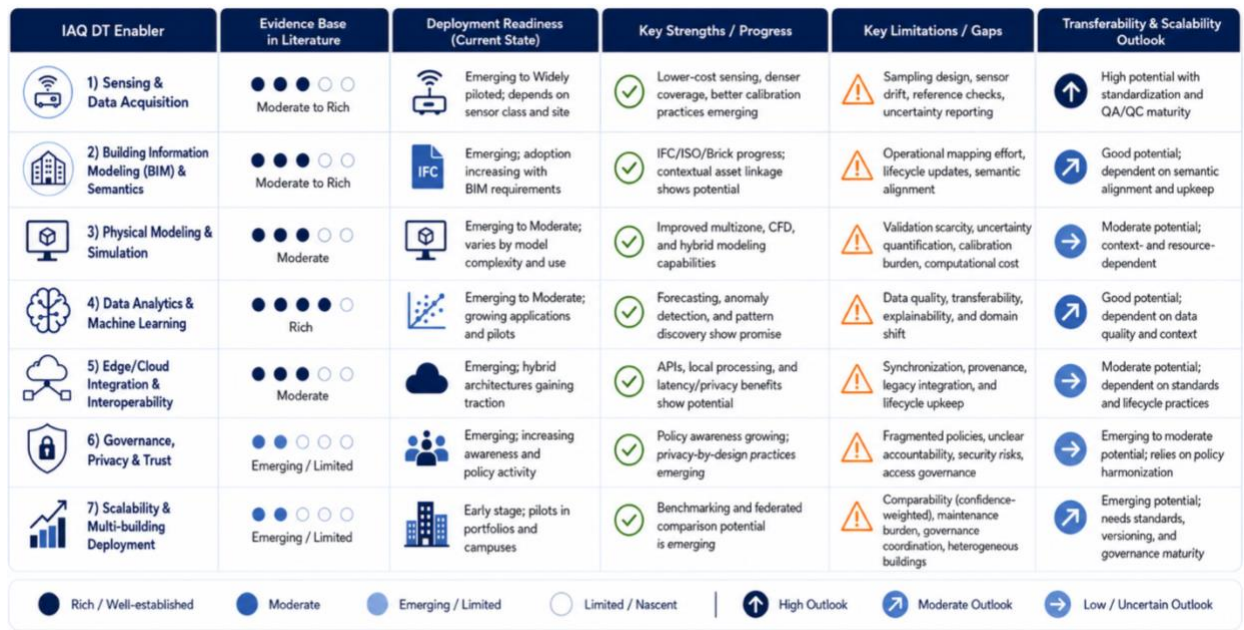 IAQ DT Enabler
Evidence Base
in Literature
Deployment Readiness
(Current State)
Key Strengths / Progress
Key Limitations / Gaps
Transferability & Scalability
Outlook
1) Sensing &
Data Acquisition
Moderate to Rich
Emerging to Widely
piloted; depends on
sensor class and site
Lower-cost sensing, denser
coverage, better calibration
practices emerging
Sampling design, sensor
drift, reference checks,
uncertainty reporting
High potential with
standardization and
QA/QC maturity
2) Building Information
Modeling (BIM) &
Semantics
Moderate to Rich
IFC
Emerging; adoption
increasing with
BIM requirements
IFC/ISO/Brick progress;
contextual asset linkage
shows potential
Operational mapping effort,
lifecycle updates, semantic
alignment
Good potential;
dependent on semantic
alignment and upkeep
3) Physical Modeling &
Simulation
Moderate
Emerging to Moderate;
varies by model
complexity and use
Improved multizone, CFD,
and hybrid modeling
capabilities
Validation scarcity, uncertainty
quantification, calibration
burden, computational cost
Moderate potential;
context- and resource-
dependent
4) Data Analytics &
Machine Learning
Rich
Emerging to Moderate;
growing applications
and pilots
Forecasting, anomaly
detection, and pattern
discovery show promise
Data quality, transferability,
explainability, and domain
shift
Good potential;
dependent on data
quality and context
5) Edge/Cloud
Integration &
Interoperability
Moderate
Emerging; hybrid
architectures gaining
traction
APIs, local processing, and
latency/privacy benefits
show potential
Synchronization, provenance,
legacy integration, and
lifecycle upkeep
Moderate potential;
dependent on standards
and lifecycle practices
6) Governance,
Privacy & Trust
Emerging / Limited
Emerging; increasing
awareness and
policy activity
Policy awareness growing;
privacy-by-design practices
emerging
Fragmented policies, unclear
accountability, security risks,
access governance
Emerging to moderate
potential; relies on policy
harmonization
7) Scalability &
Multi-building
Deployment
Emerging / Limited
Early stage; pilots in
portfolios and
campuses
Benchmarking and federated
comparison potential
is emerging
Comparability (confidence-
weighted), maintenance
burden, governance
coordination, heterogeneous
buildings
Emerging potential;
needs standards,
versioning, and
governance maturity
Rich / Well-established
Moderate
Emerging / Limited
Limited / Nascent
High Outlook
Moderate Outlook
Low / Uncertain Outlook